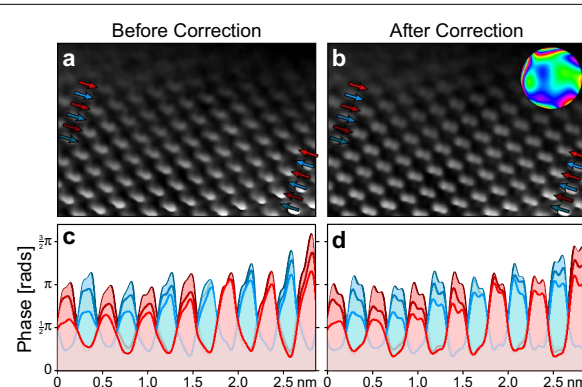 Before Correction
After Correction
a
b
c
d
Phase [rads]
3/2π
π
1/2π
0
0 0.5 1.0 1.5 2.0 2.5 nm
0 0.5 1.0 1.5 2.0 2.5 nm